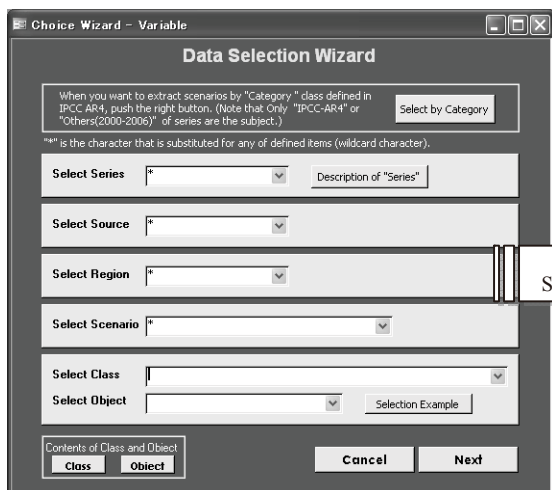 Choice Wizard - Variable
Data Selection Wizard
When you want to extract scenarios by "Category " class defined in
IPCC AR4, push the right button. (Note that Only "IPCC-AR4" or
"Others(2000-2006)" of series are the subject.)
Select by Category
"*" is the character that is substituted for any of defined items (wildcard character).
Select Series * Description of "Series"
Select Source *
Select Region *
S
Select Scenario *
Select Class
Select Object Selection Example
Contents of Class and Object
Class Object Cancel Next